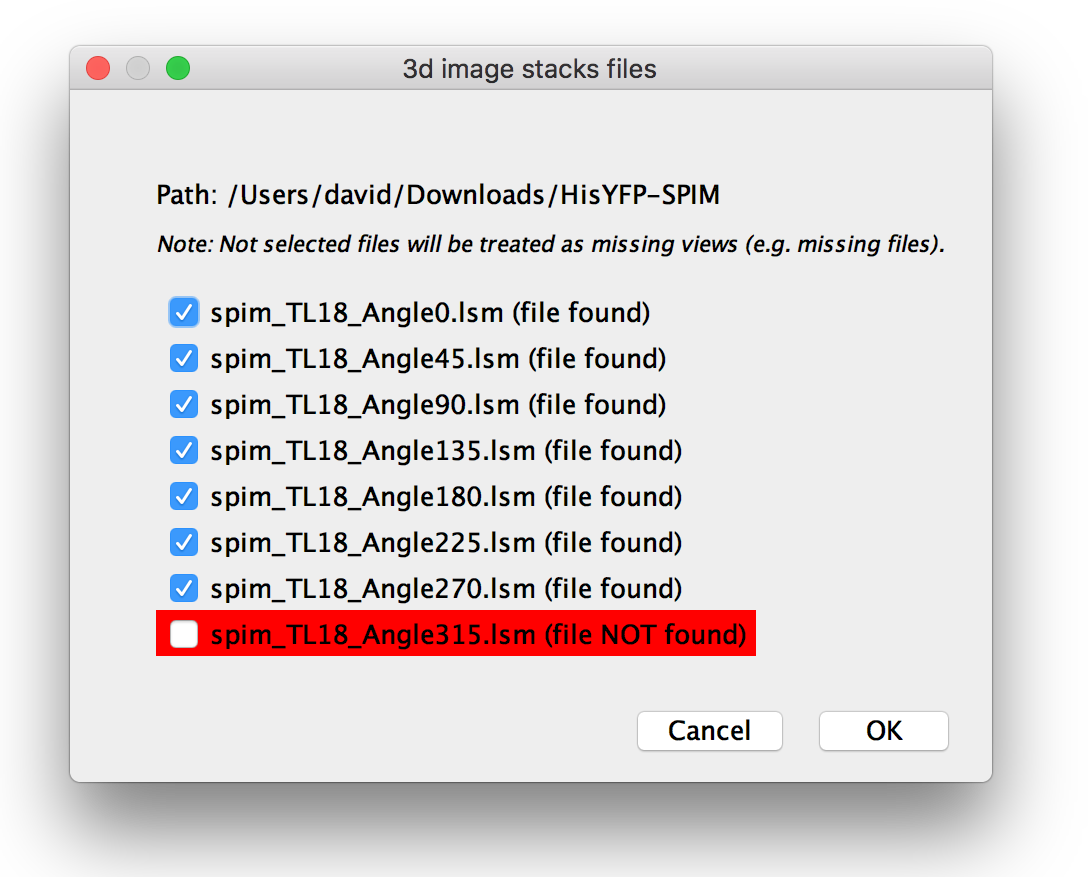 3d image stacks files
Path: /Users/david/Downloads/HisYFP-SPIM
Note: Not selected files will be treated as missing views (e.g. missing files).
spim_TL18_Angle0.lsm (file found)
spim_TL18_Angle45.lsm (file found)
spim_TL18_Angle90.lsm (file found)
spim_TL18_Angle135.lsm (file found)
spim_TL18_Angle180.lsm (file found)
spim_TL18_Angle225.lsm (file found)
spim_TL18_Angle270.lsm (file found)
spim_TL18_Angle315.lsm (file NOT found)
Cancel OK